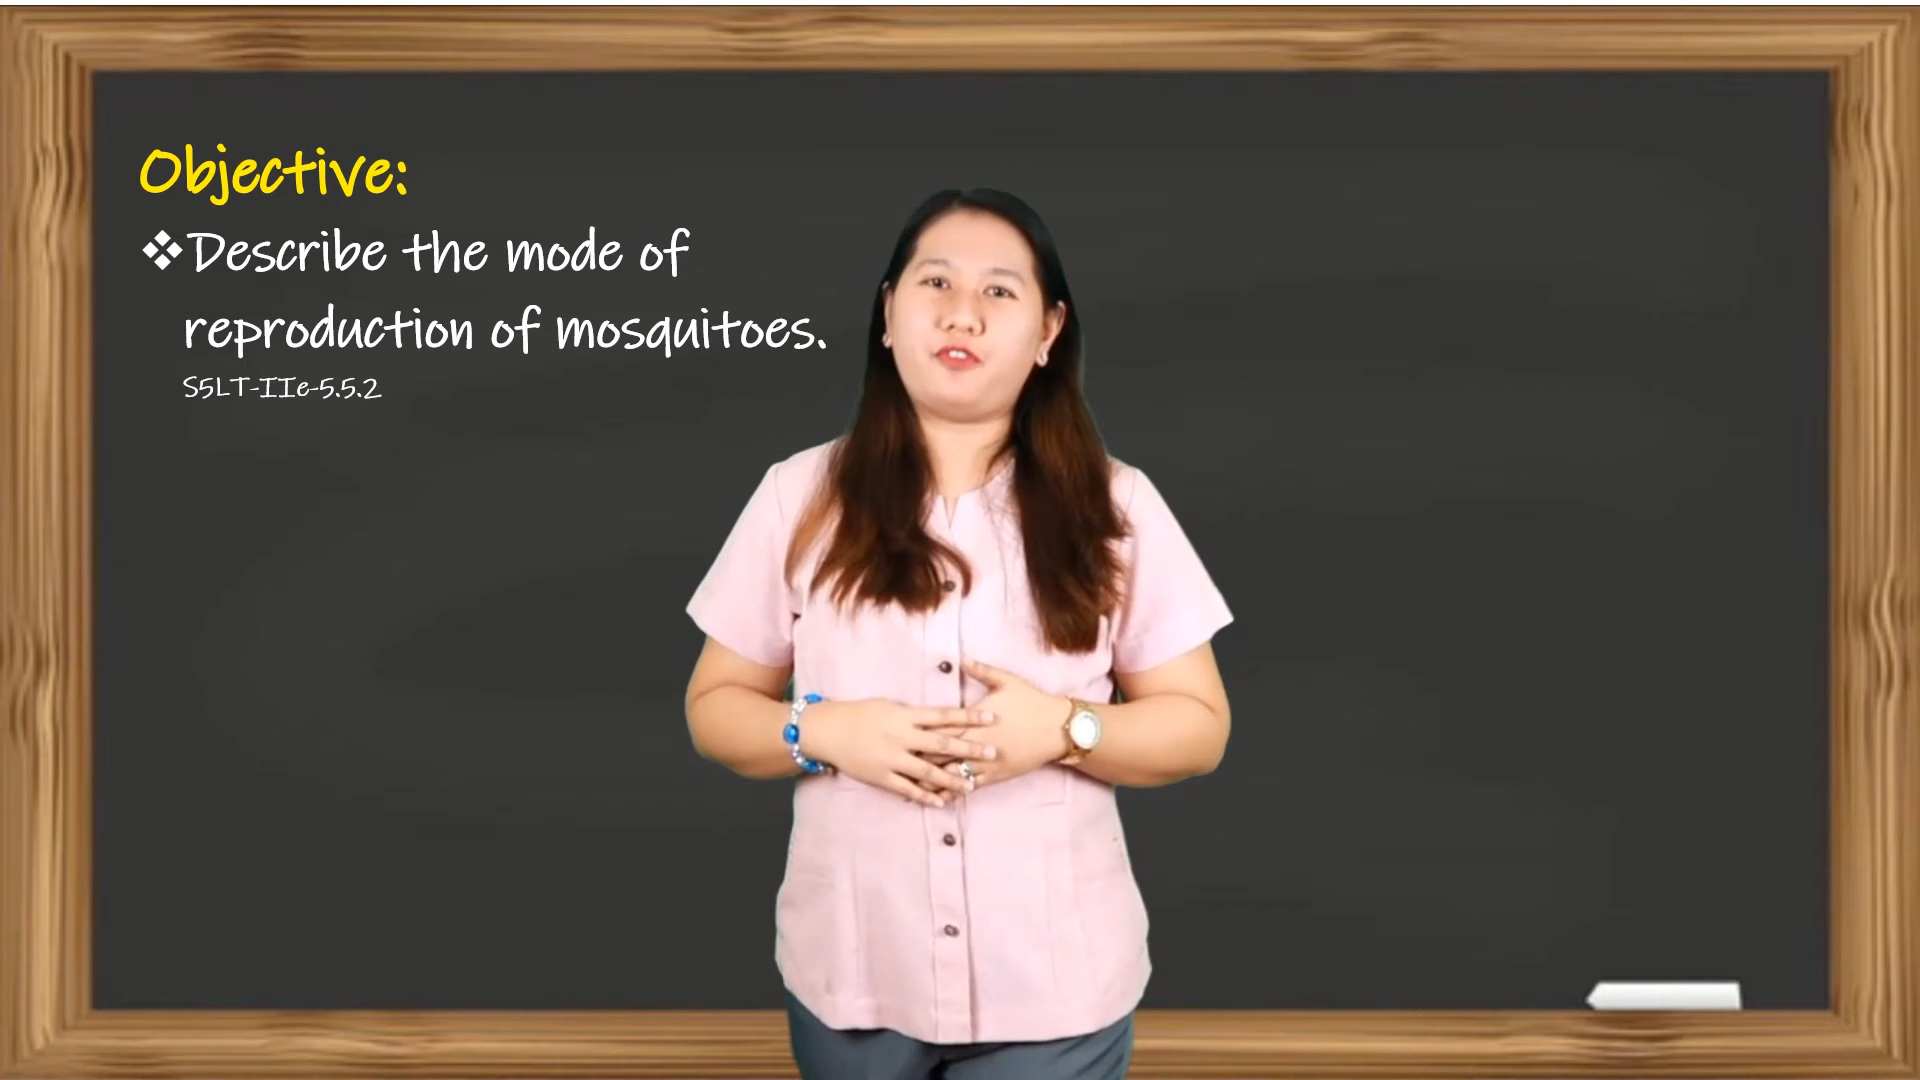 Objective:
❖Describe the mode of
reproduction of mosquitoes.
S5LT-IIe-5.5.2